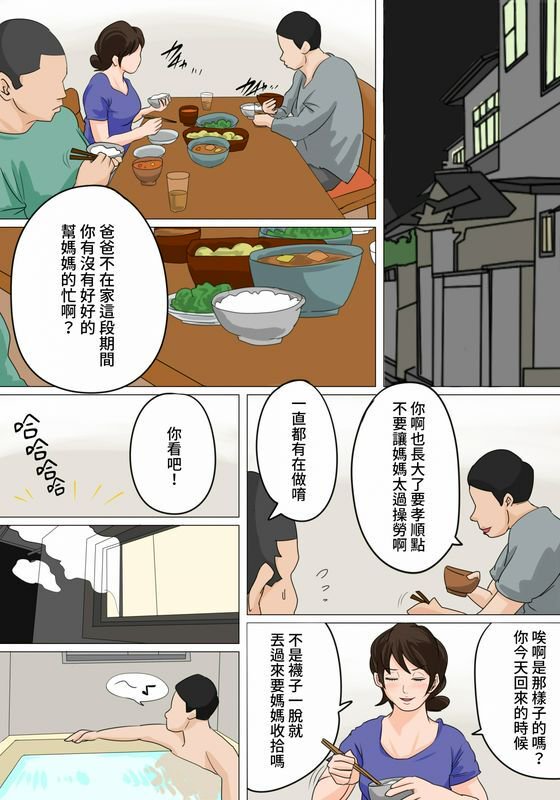 爸爸不在家這段期間
你有沒有好好的
幫媽媽的忙啊？
你啊也長大了要孝順點
不要讓媽媽太過操勞啊
一直都有在做唷
唉啊是那樣子的嗎？
你今天回來的時候
不是襪子一脫就
丟過來要媽媽收拾嗎
你看吧！
哈哈哈哈